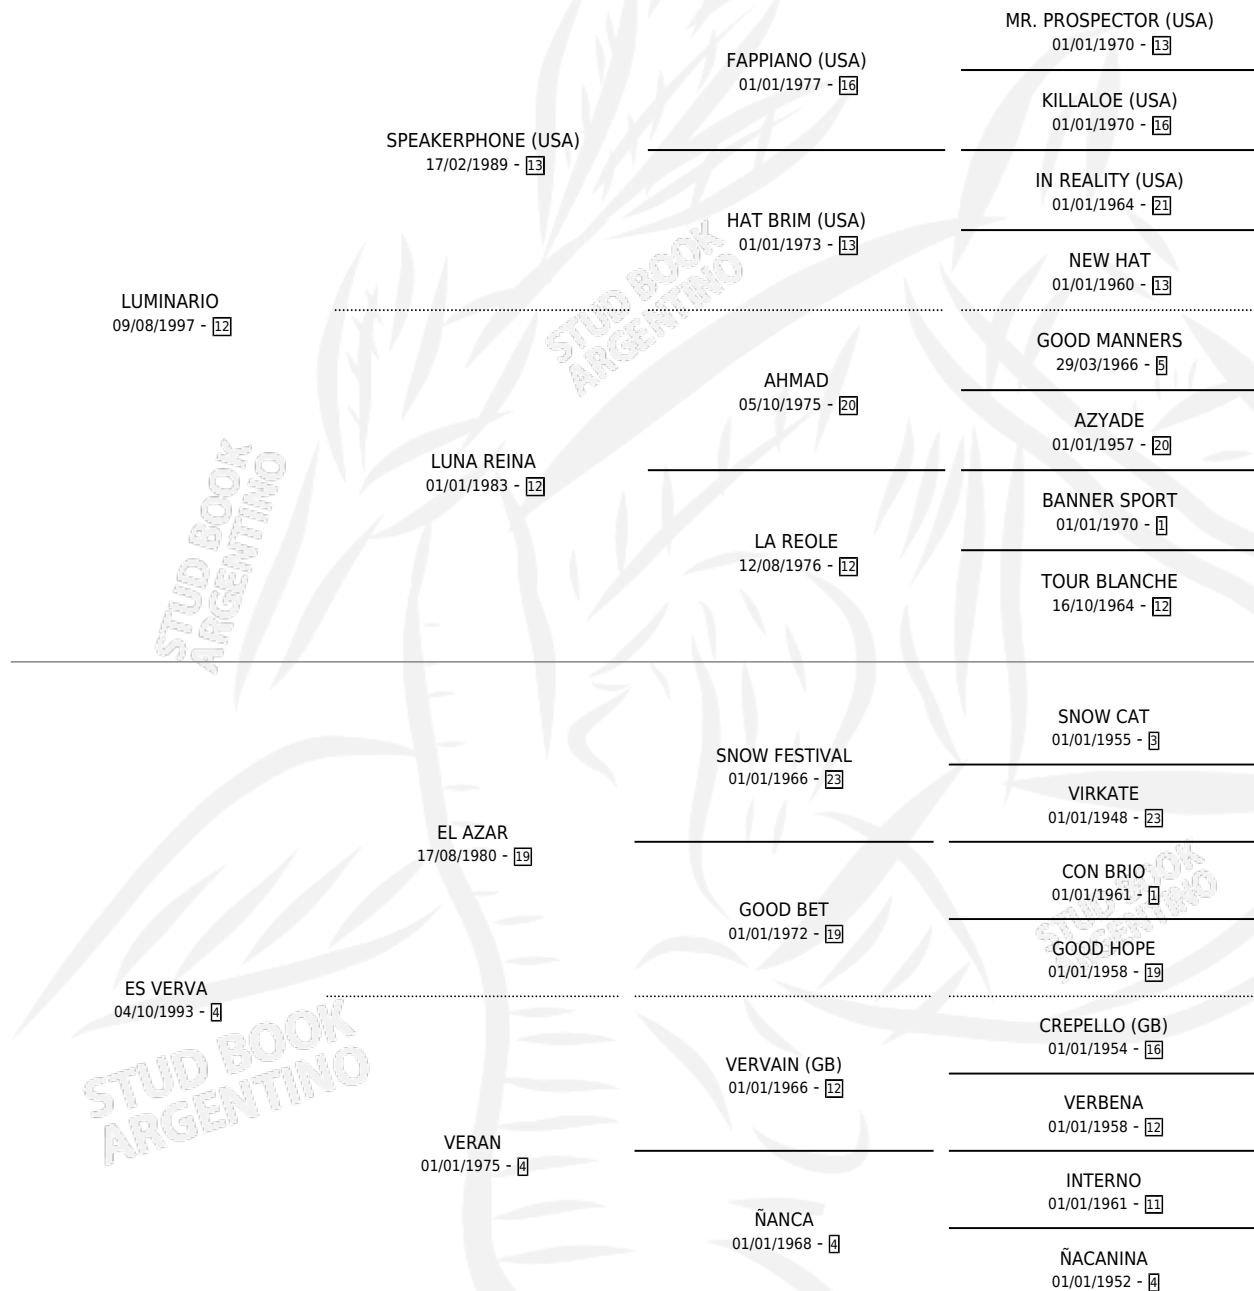 MR. PROSPECTOR (USA)
01/01/1970 - 13
FAPPIANO (USA)
01/01/1977 - 16
KILLALOE (USA)
01/01/1970 - 16
SPEAKERPHONE (USA)
17/02/1989 - 13
IN REALITY (USA)
01/01/1964 - 21
HAT BRIM (USA)
01/01/1973 - 13
NEW HAT
01/01/1960 - 13
LUMINARIO
09/08/1997 - 12
GOOD MANNERS
29/03/1966 - 5
AHMAD
05/10/1975 - 20
AZYADE
01/01/1957 - 20
LUNA REINA
01/01/1983 - 12
BANNER SPORT
01/01/1970 - 1
LA REOLE
12/08/1976 - 12
TOUR BLANCHE
16/10/1964 - 12
SNOW CAT
01/01/1955 - 3
SNOW FESTIVAL
01/01/1966 - 23
VIRKATE
01/01/1948 - 23
EL AZAR
17/08/1980 - 19
CON BRIO
01/01/1961 - 1
GOOD BET
01/01/1972 - 19
GOOD HOPE
01/01/1958 - 19
ES VERVA
04/10/1993 - 4
CREPELLO (GB)
01/01/1954 - 16
VERVAIN (GB)
01/01/1966 - 12
VERBENA
01/01/1958 - 12
VERAN
01/01/1975 - 4
INTERNO
01/01/1961 - 11
ÑANCA
01/01/1968 - 4
ÑACANINA
01/01/1952 - 4
STUD BOOK
ARGENTINO
STUD BOOK
ARGENTINO
STUD BOOK
ARGENTINO
STUD BOOK
ARGENTINO